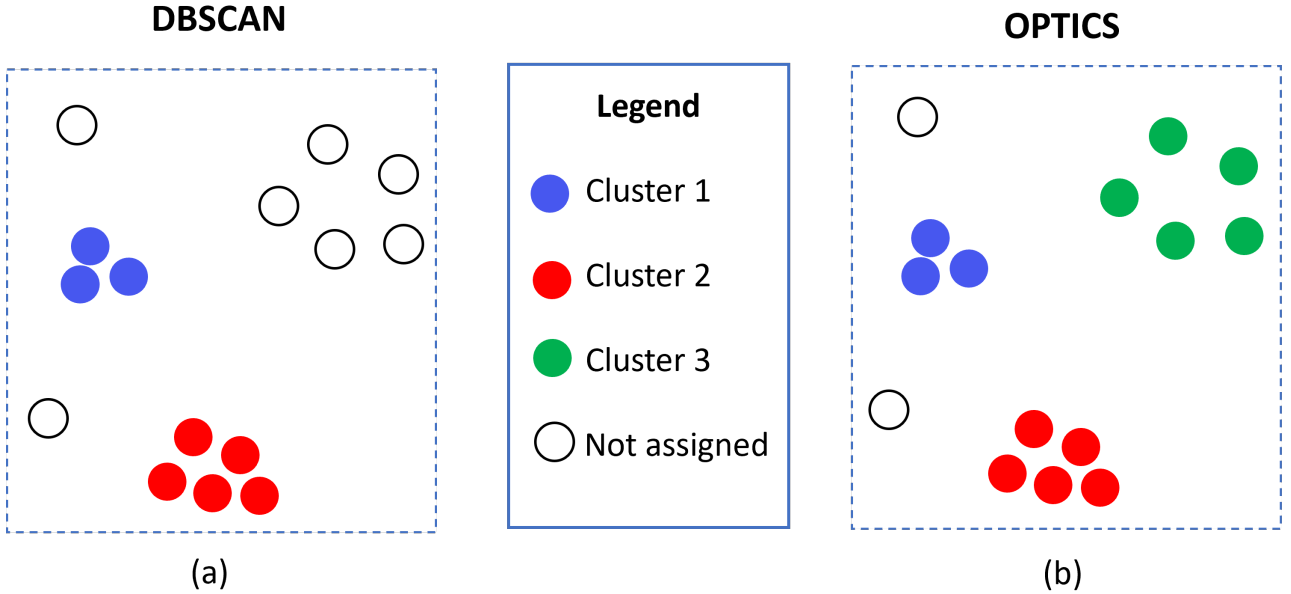 DBSCAN
OPTICS
Legend
Cluster 1
Cluster 2
Cluster 3
Not assigned
(a)
(b)